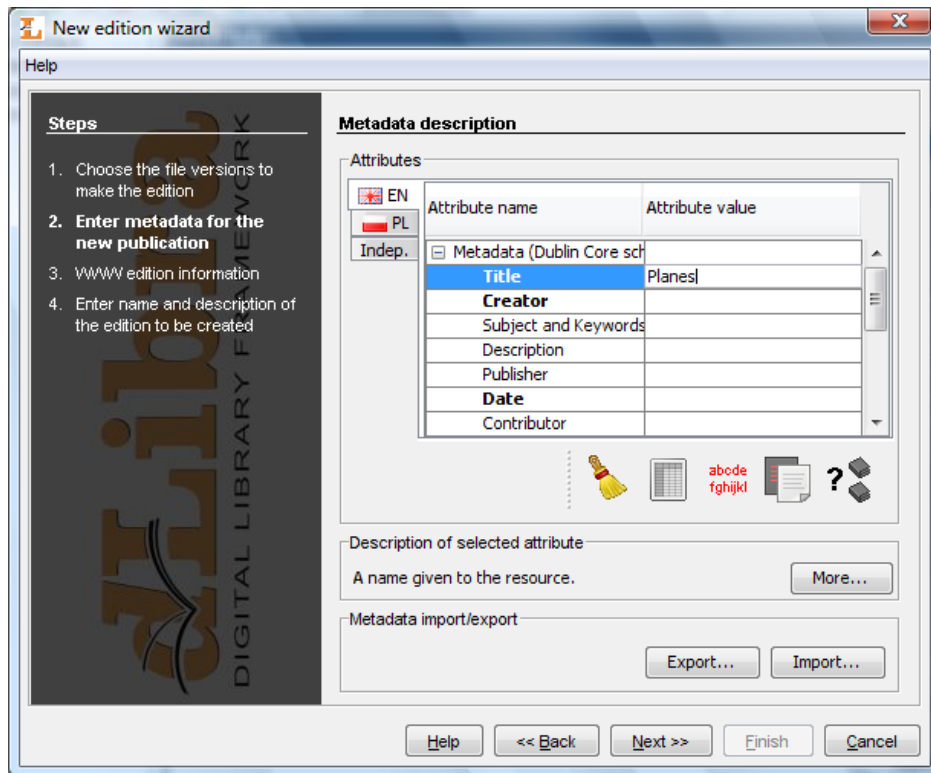 New edition wizard
Help
Steps
1. Choose the file versions to
make the edition
2. Enter metadata for the
new publication
3. WWW edition information
4. Enter name and description of
the edition to be created
dLibra
DIGITAL LIBRARY FRAMEWORK
Metadata description
Attributes
EN
PL
Indep.
Attribute name Attribute value
Metadata (Dublin Core sch
Title Planes
Creator
Subject and Keywords
Description
Publisher
Date
Contributor
abcde
fghijkl
?
Description of selected attribute
A name given to the resource.
More...
Metadata import/export
Export... Import...
Help << Back Next >> Finish Cancel